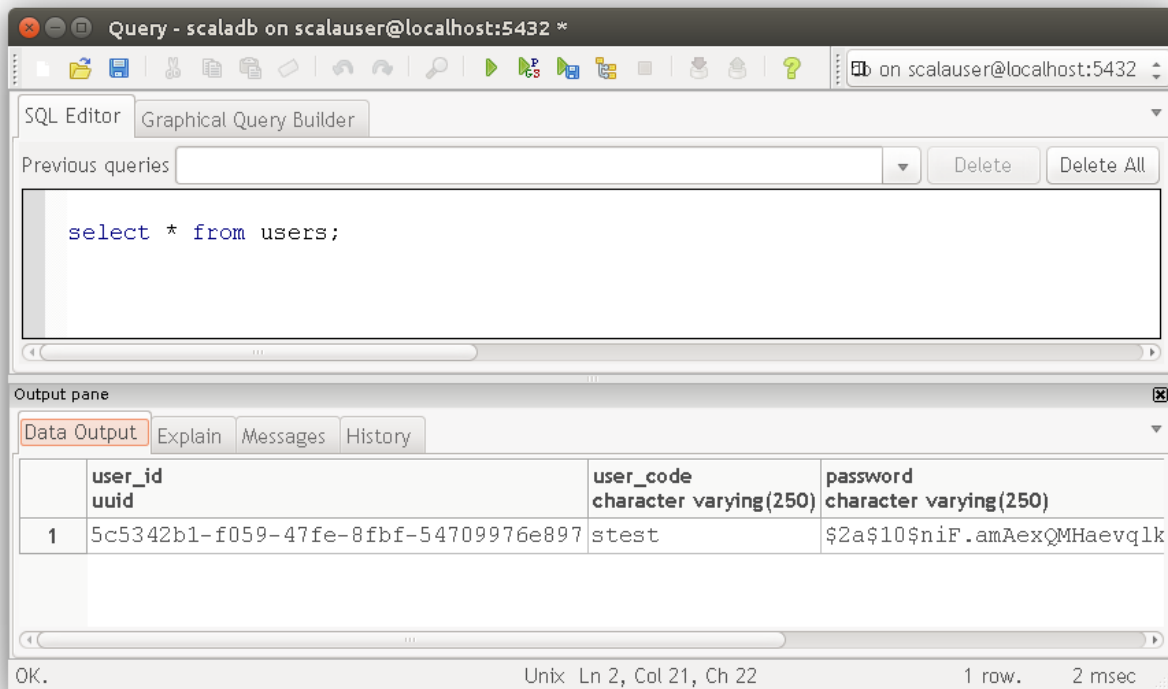 Query - scaladb on scalauser@localhost:5432 *
on scalauser@localhost:5432
SQL Editor
Graphical Query Builder
Previous queries
Delete
Delete All
select * from users;
Output pane
Data Output
Explain
Messages
History
user_id user_code password
uuid character varying(250) character varying(250)
1 5c5342b1-f059-47fe-8fbf-54709976e897 stest $2a$10$niF.amAexQMHaevqlk
OK.
Unix Ln 2, Col 21, Ch 22
1 row.
2 msec